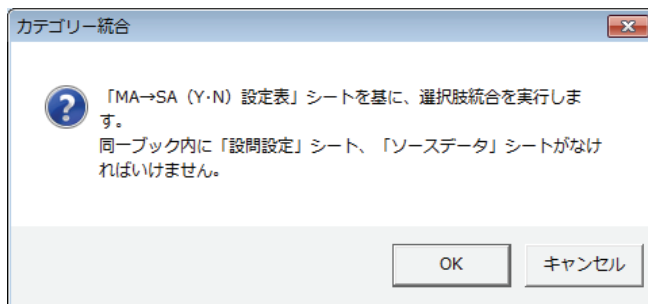 カテゴリー統合
「MA→SA（Y・N）設定表」シートを基に、選択肢統合を実行しま
す。
同一ブック内に「設問設定」シート、「ソースデータ」シートがなけ
ればいけません。
OK
キャンセル